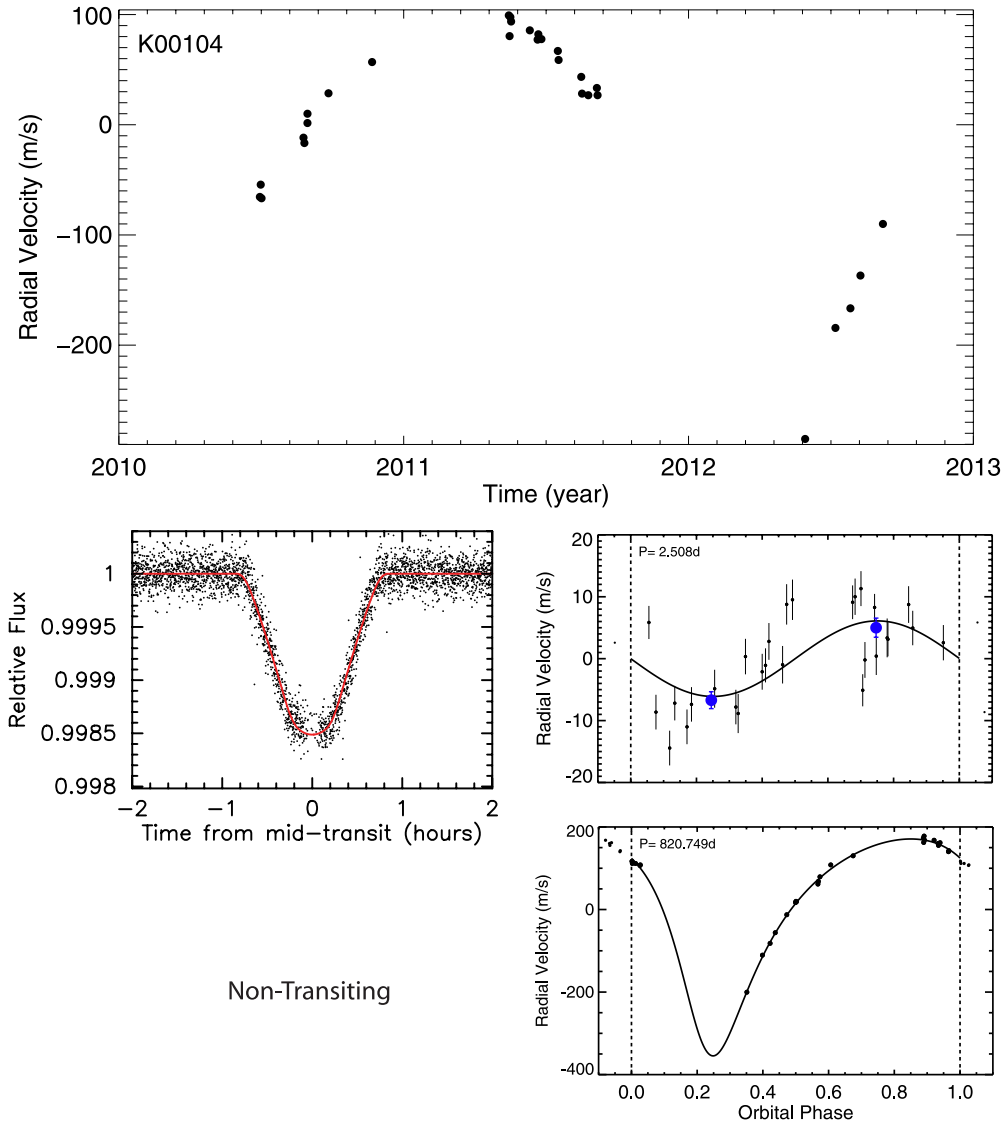 K00104
100
0
−100
−200
Radial Velocity (m/s)
2010 2011 2012 2013
Time (year)
1
0.9995
0.999
0.9985
0.998
Relative Flux
−2 −1 0 1 2
Time from mid−transit (hours)
P= 2.508d
20
10
0
-10
-20
Radial Velocity (m/s)
Non-Transiting
P= 820.749d
200
0
-200
-400
Radial Velocity (m/s)
0.0 0.2 0.4 0.6 0.8 1.0
Orbital Phase